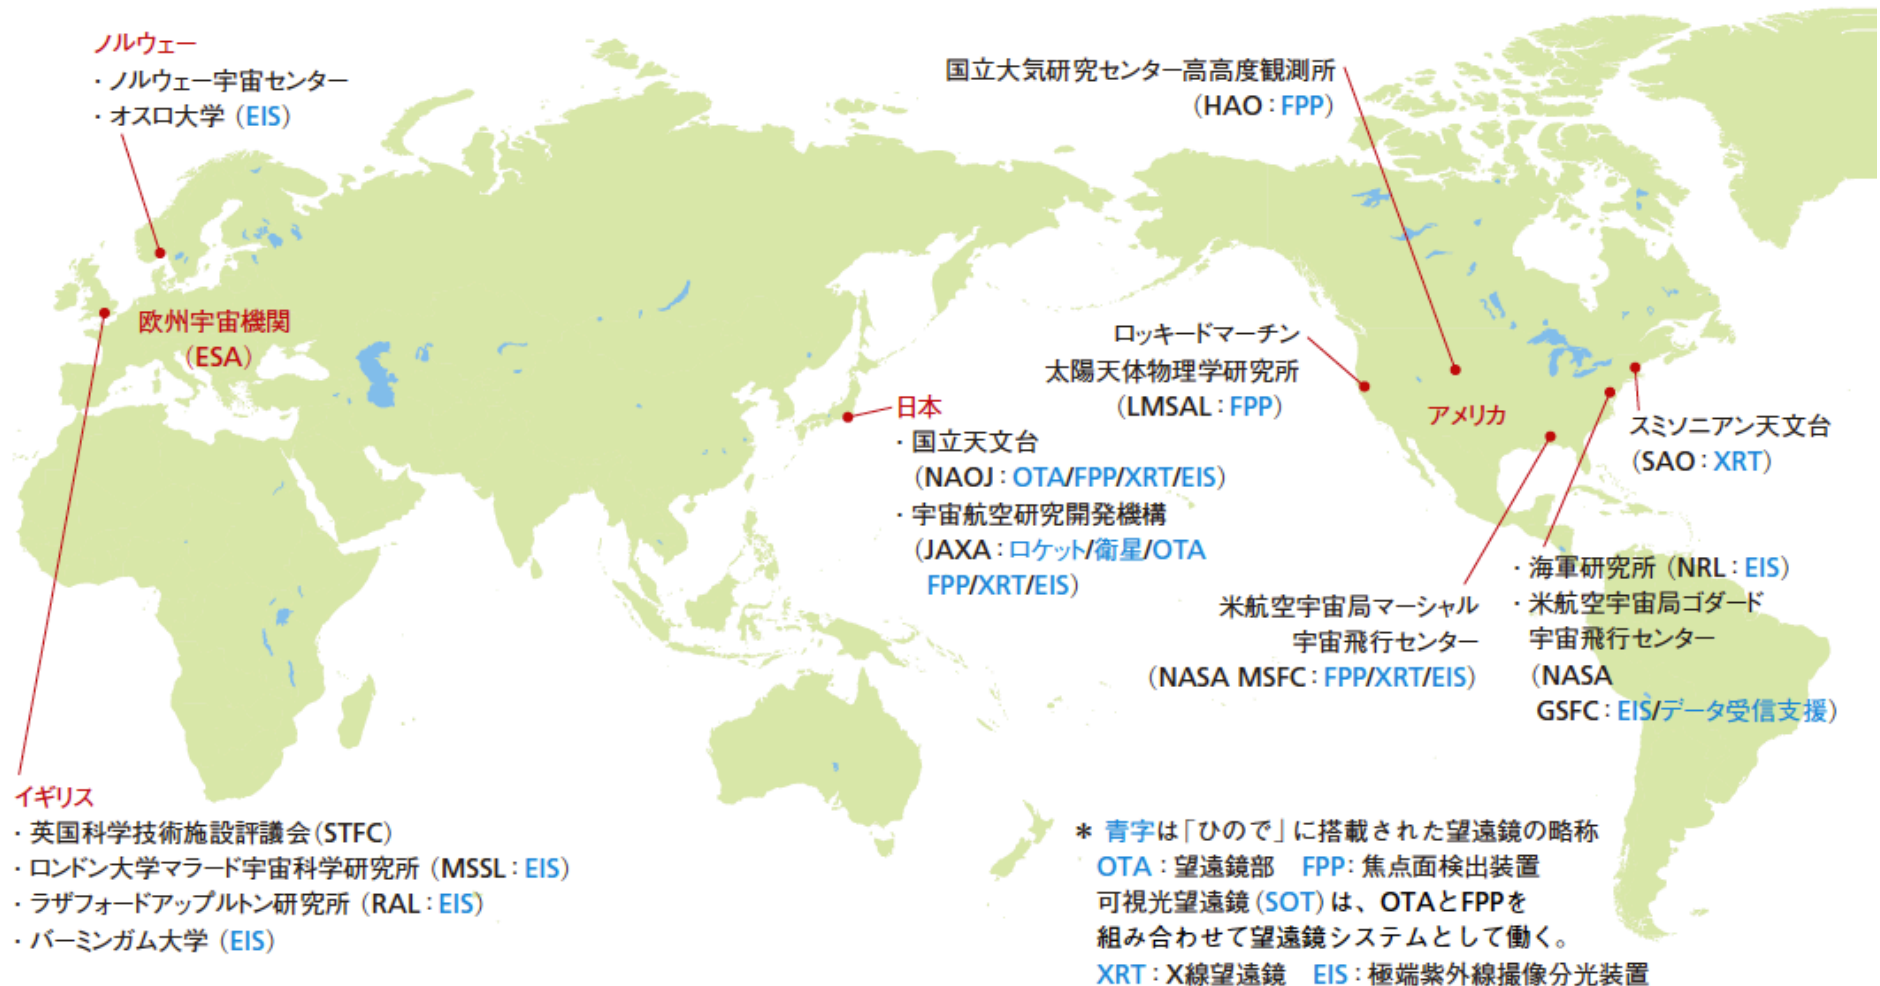 ノルウェー
・ノルウェー宇宙センター
・オスロ大学（EIS）
国立大気研究センター高高度観測所
（HAO：FPP）
欧州宇宙機関
（ESA）
ロッキードマーチン
太陽天体物理学研究所
（LMSAL：FPP）
アメリカ
スミソニアン天文台
（SAO：XRT）
日本
・国立天文台
（NAOJ：OTA/FPP/XRT/EIS）
・宇宙航空研究開発機構
（JAXA：ロケット/衛星/OTA
FPP/XRT/EIS）
米航空宇宙局マーシャル
宇宙飛行センター
（NASA MSFC：FPP/XRT/EIS）
・海軍研究所（NRL：EIS）
・米航空宇宙局ゴダード
宇宙飛行センター
（NASA
GSFC：EIS/データ受信支援）
イギリス
・英国科学技術施設評議会（STFC）
・ロンドン大学マラード宇宙科学研究所（MSSL：EIS）
・ラザフォードアップルトン研究所（RAL：EIS）
・バーミンガム大学（EIS）
＊ 青字は「ひので」に搭載された望遠鏡の略称
OTA：望遠鏡部　FPP：焦点面検出装置
可視光望遠鏡（SOT）は、OTAとFPPを
組み合わせて望遠鏡システムとして働く。
XRT：X線望遠鏡　EIS：極端紫外線撮像分光装置